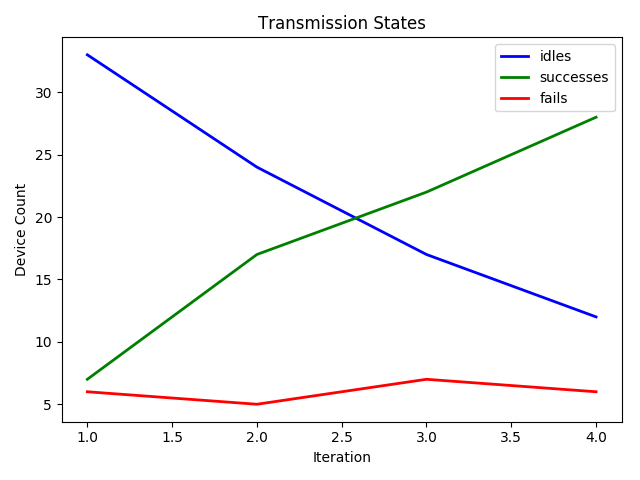 Transmission States
idles
successes
fails
Device Count
30
25
20
15
10
5
1.0 1.5 2.0 2.5 3.0 3.5 4.0
Iteration